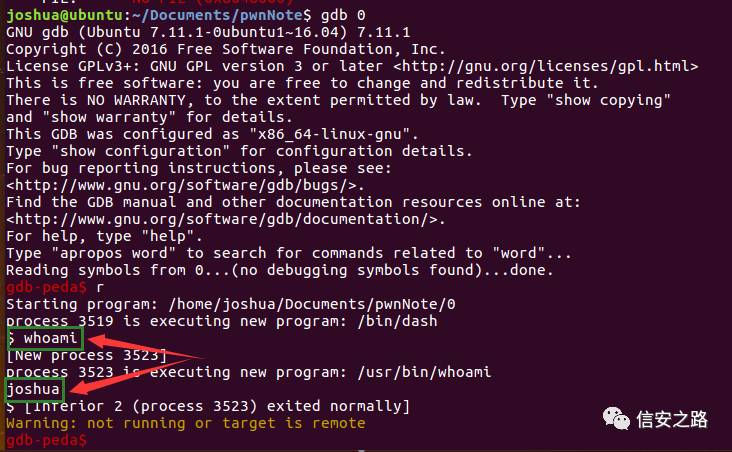 joshua@ubuntu:~/Documents/pwnNote$ gdb 0
GNU gdb (Ubuntu 7.11.1-0ubuntu1~16.04) 7.11.1
Copyright (C) 2016 Free Software Foundation, Inc.
License GPLv3+: GNU GPL version 3 or later <http://gnu.org/licenses/gpl.html>
This is free software: you are free to change and redistribute it.
There is NO WARRANTY, to the extent permitted by law.  Type "show copying"
and "show warranty" for details.
This GDB was configured as "x86_64-linux-gnu".
Type "show configuration" for configuration details.
For bug reporting instructions, please see:
<http://www.gnu.org/software/gdb/bugs/>.
Find the GDB manual and other documentation resources online at:
<http://www.gnu.org/software/gdb/documentation/>.
For help, type "help".
Type "apropos word" to search for commands related to "word"...
Reading symbols from 0...(no debugging symbols found)...done.
gdb-peda$ r
Starting program: /home/joshua/Documents/pwnNote/0
process 3519 is executing new program: /bin/dash
$ whoami
[New process 3523]
process 3523 is executing new program: /usr/bin/whoami
joshua
$ [Inferior 2 (process 3523) exited normally]
Warning: not running or target is remote
gdb-peda$
信安之路